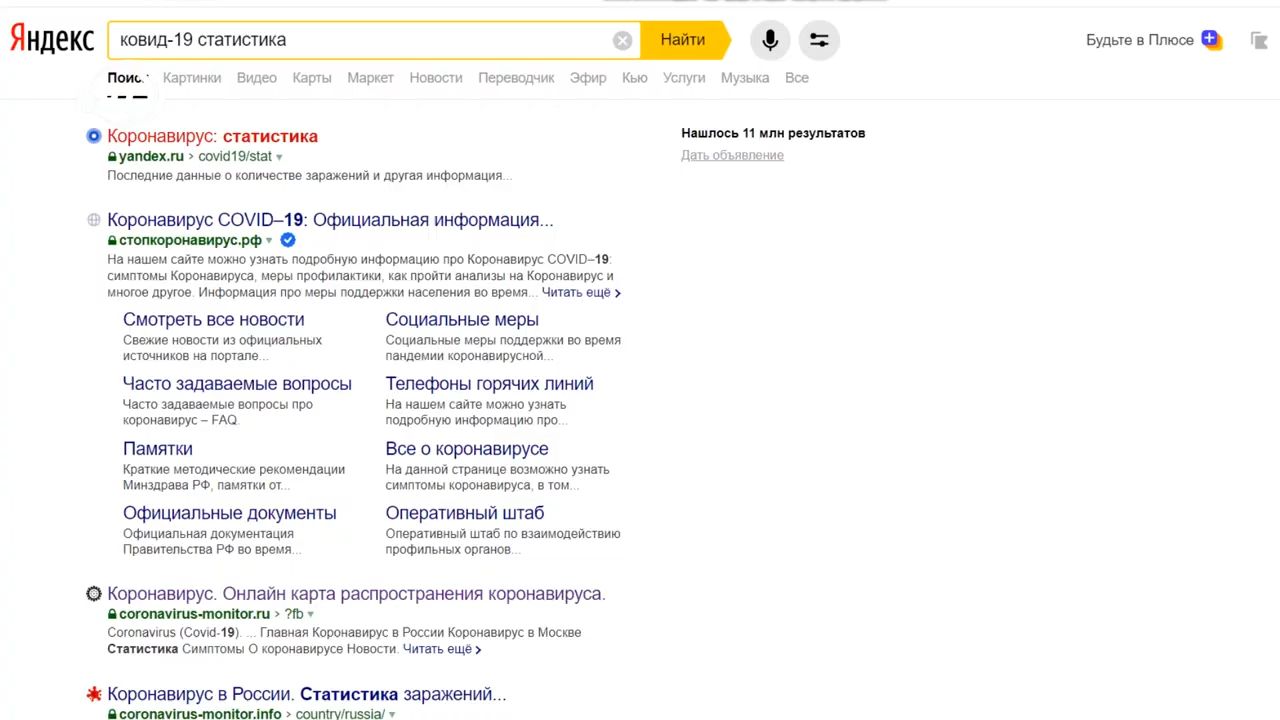 Яндекс
ковид-19 статистика
Найти
Будьте в Плюсе
Поиск Картинки Видео Карты Маркет Новости Переводчик Эфир Кью Услуги Музыка Все
Коронавирус: статистика
yandex.ru › covid19/stat
Последние данные о количестве заражений и другая информация...
Нашлось 11 млн результатов
Дать объявление
Коронавирус COVID–19: Официальная информация...
стопкоронавирус.рф
На нашем сайте можно узнать подробную информацию про Коронавирус COVID–19:
симптомы Коронавируса, меры профилактики, как пройти анализы на Коронавирус и
многое другое. Информация про меры поддержки населения во время... Читать ещё ›
Смотреть все новости
Свежие новости из официальных
источников на портале...
Социальные меры
Социальные меры поддержки во время
пандемии коронавирусной...
Часто задаваемые вопросы
Часто задаваемые вопросы про
коронавирус – FAQ.
Телефоны горячих линий
На нашем сайте можно узнать
подробную информацию про...
Памятки
Краткие методические рекомендации
Минздрава РФ, памятки от...
Все о коронавирусе
На данной странице возможно узнать
симптомы коронавируса, в том...
Официальные документы
Официальная документация
Правительства РФ во время...
Оперативный штаб
Оперативный штаб по взаимодействию
профильных органов...
Коронавирус. Онлайн карта распространения коронавируса.
coronavirus-monitor.ru › ?fb
Coronavirus (Covid-19). ... Главная Коронавирус в России Коронавирус в Москве
Статистика Симптомы О коронавирусе Новости. Читать ещё ›
Коронавирус в России. Статистика заражений...
coronavirus-monitor.info › country/russia/